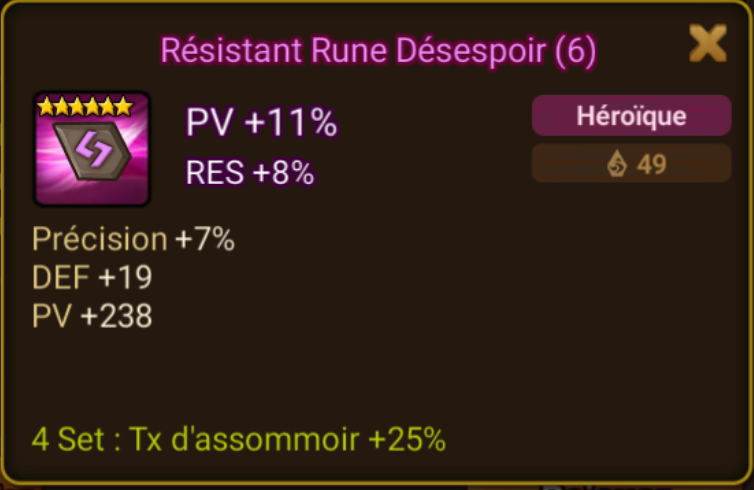 Résistant Rune Désespoir (6)
PV +11%
Héroïque
RES +8%
49
Précision +7%
DEF +19
PV +238
4 Set : Tx d'assommoir +25%